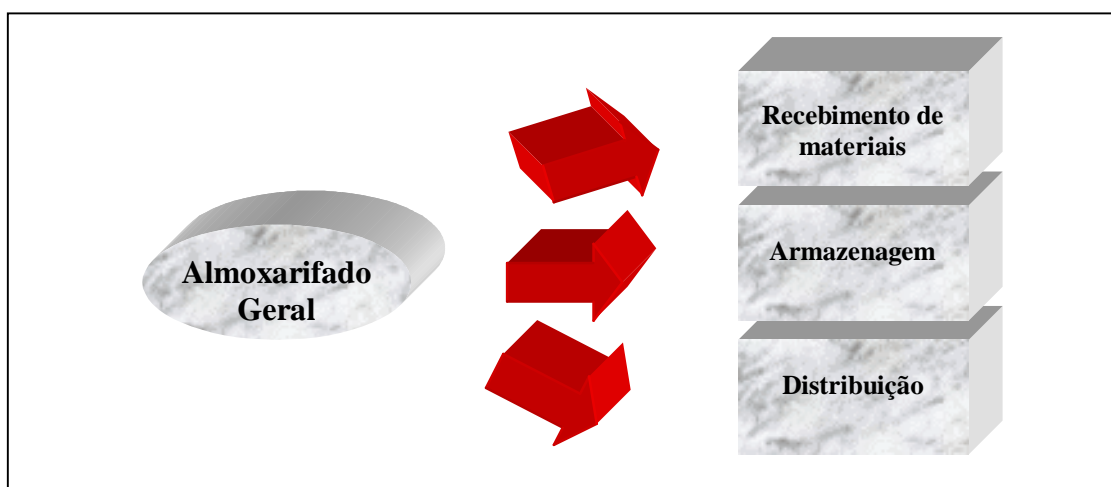 Almoxarifado
Geral
Recebimento de
materiais
Armazenagem
Distribuição